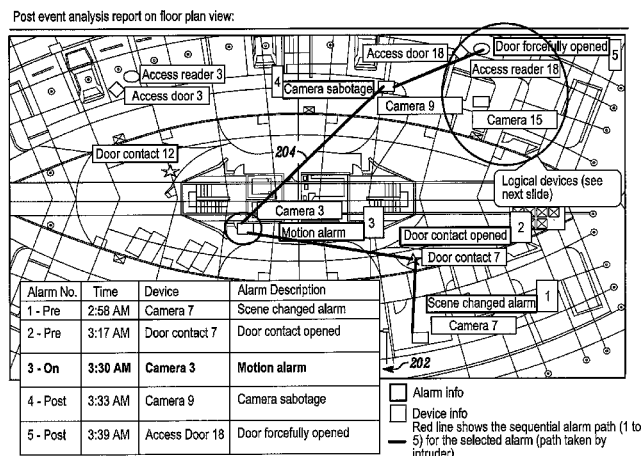 Post event analysis report on floor plan view:
Access door 18
Door forcefully opened
5
Access reader 3
4
Camera sabotage
Access reader 18
Access door 3
Camera 9
Camera 15
Door contact 12
204
Logical devices (see
next slide)
Camera 3
3
Motion alarm
Door contact opened
2
Door contact 7
Scene changed alarm
1
Camera 7
Alarm No. Time Device Alarm Description
1 - Pre 2:58 AM Camera 7 Scene changed alarm
2 - Pre 3:17 AM Door contact 7 Door contact opened
3 - On 3:30 AM Camera 3 Motion alarm
4 - Post 3:33 AM Camera 9 Camera sabotage
5 - Post 3:39 AM Access Door 18 Door forcefully opened
202
Alarm info
Device info
Red line shows the sequential alarm path (1 to
5) for the selected alarm (path taken by
intruder)